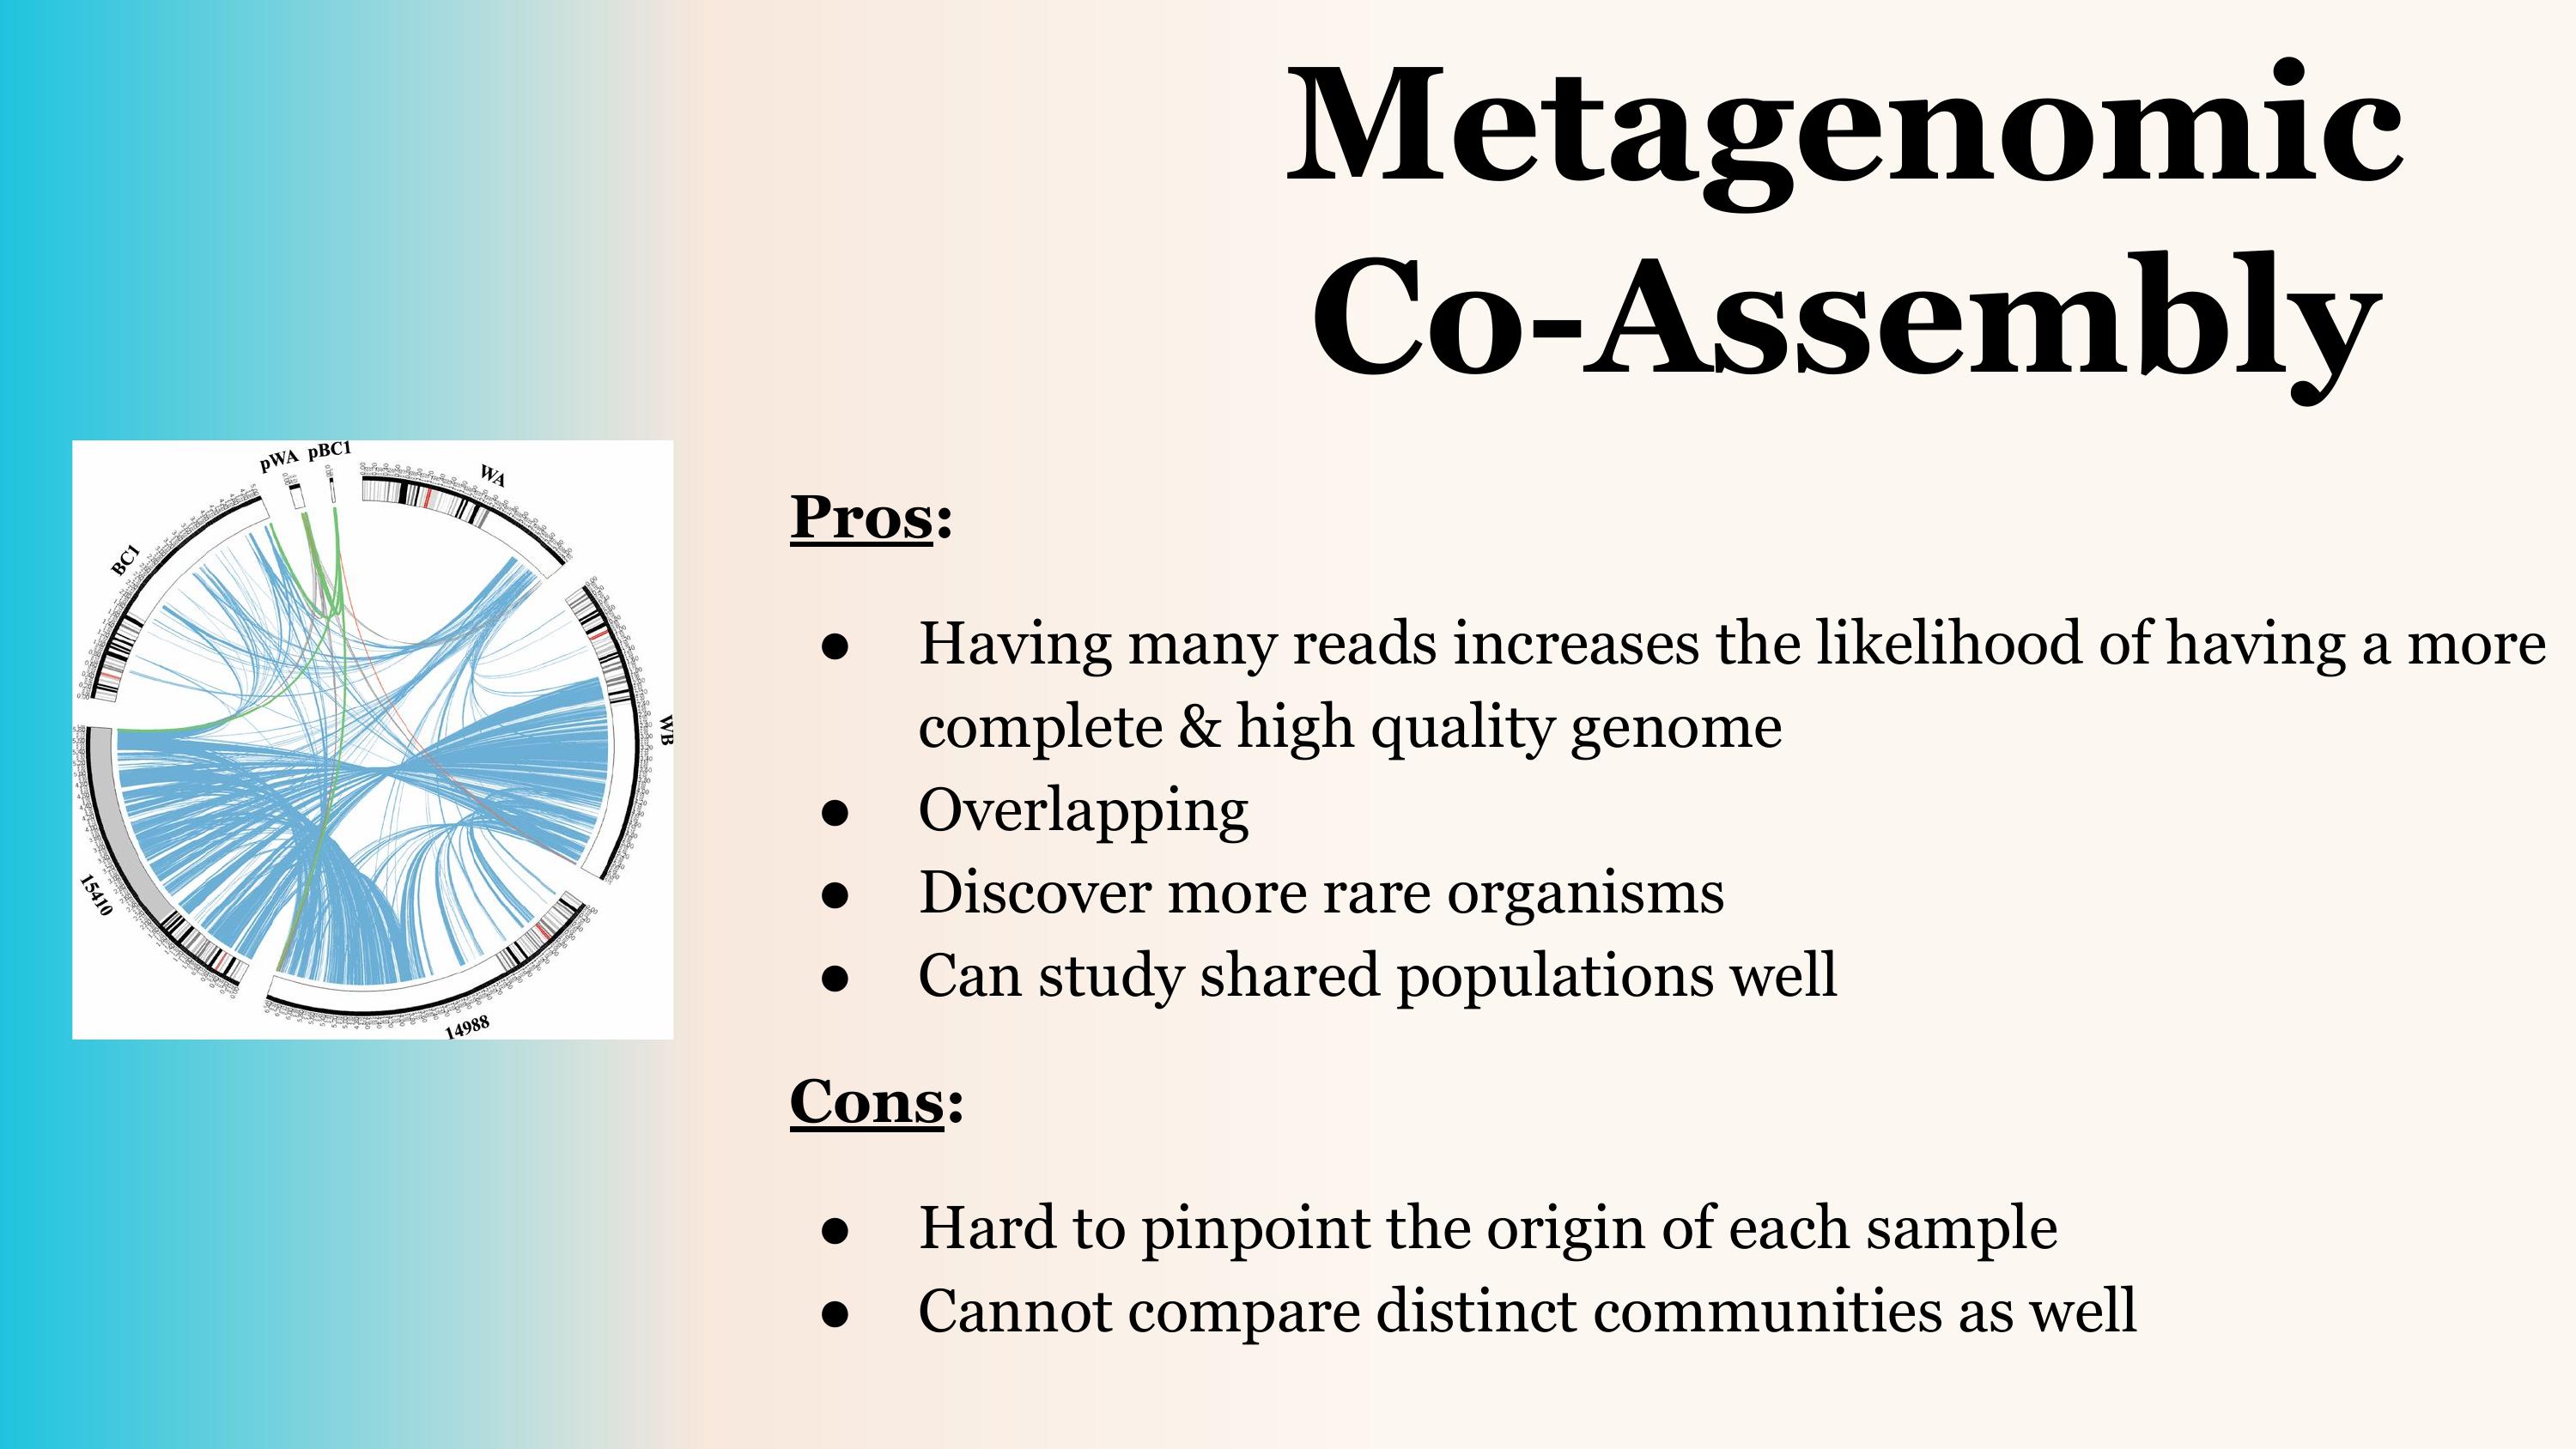 Metagenomic
Co-Assembly
pWA
pBC1
WA
BC1
WB
15410
14988
Pros:
● Having many reads increases the likelihood of having a more
complete & high quality genome
● Overlapping
● Discover more rare organisms
● Can study shared populations well
Cons:
● Hard to pinpoint the origin of each sample
● Cannot compare distinct communities as well